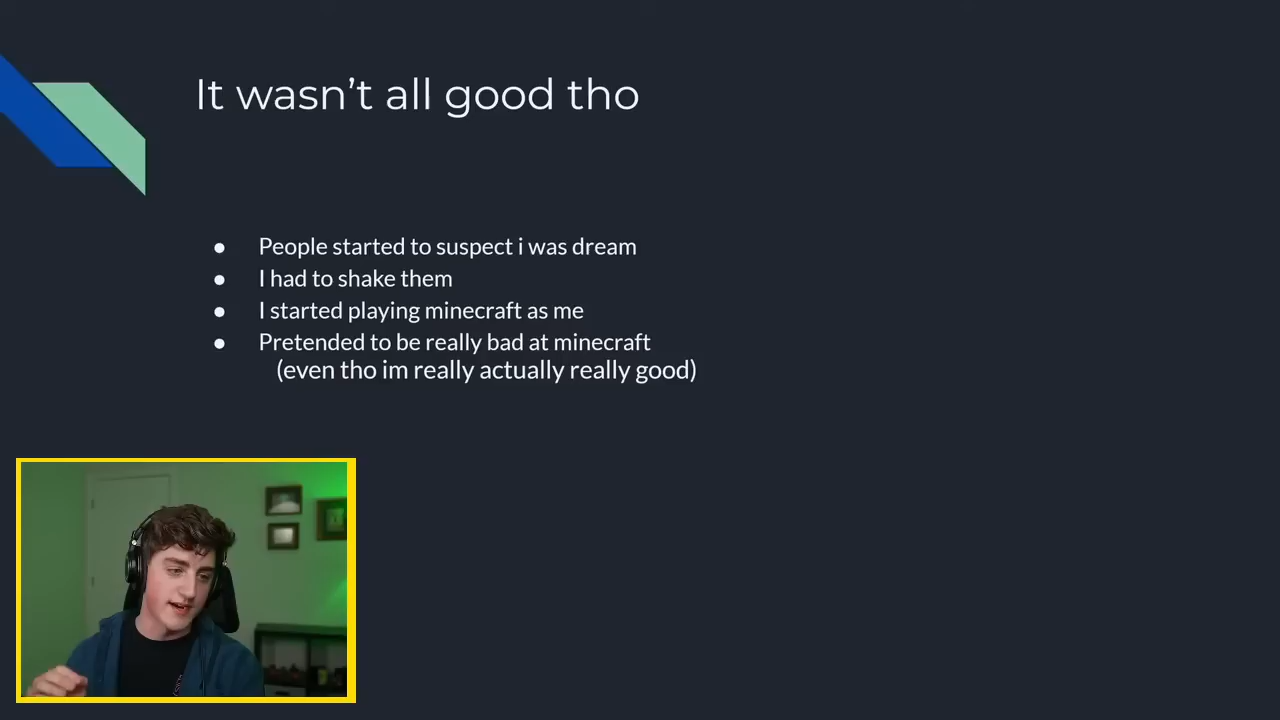 It wasn't all good tho
● People started to suspect i was dream
● I had to shake them
● I started playing minecraft as me
● Pretended to be really bad at minecraft
(even tho im really actually really good)